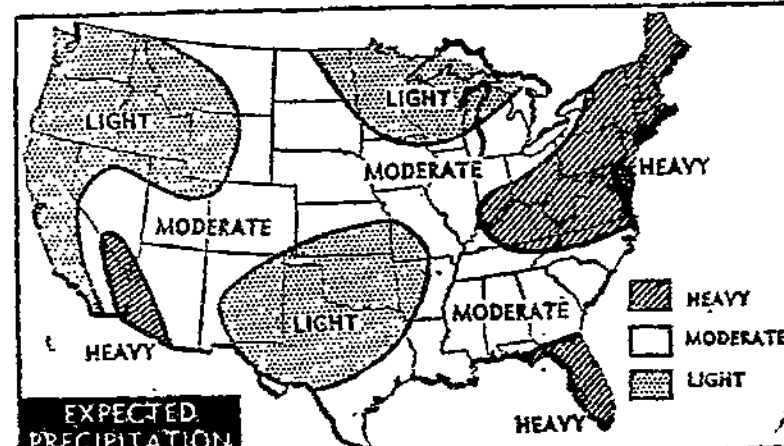 LIGHT
LIGHT
MODERATE
HEAVY
MODERATE
LIGHT
MODERATE
HEAVY
HEAVY
HEAVY
MODERATE
LIGHT
EXPECTED
PRECIPITATION